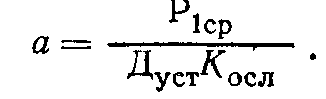 a = P₁ср / ДустKосл .